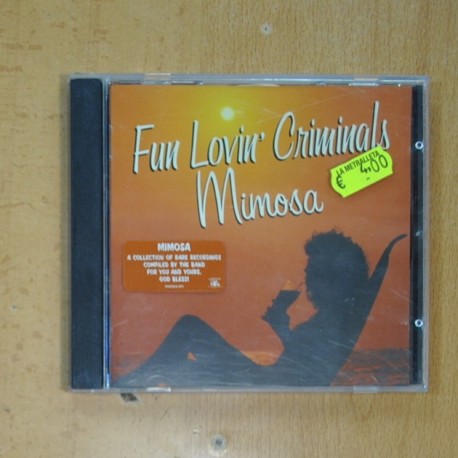 Fun Lovin' Criminals
Mimosa
LA METRALLETA
€ 4,00
MIMOSA
A COLLECTION OF RARE RECORDINGS
COMPILED BY THE BAND
FOR YOU AND YOURS,
GOD BLESS!